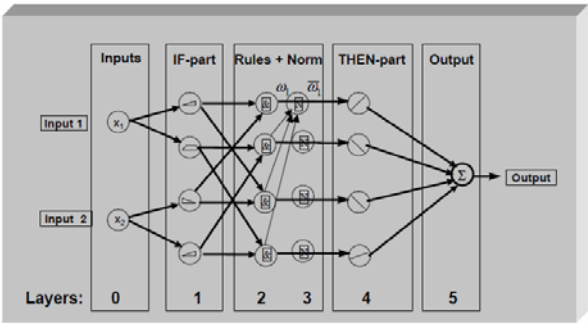 Inputs IF-part Rules + Norm THEN-part Output
ω₁ ω̅₁
Input 1 x₁
Σ Output
Input 2 x₂
Layers: 0 1 2 3 4 5